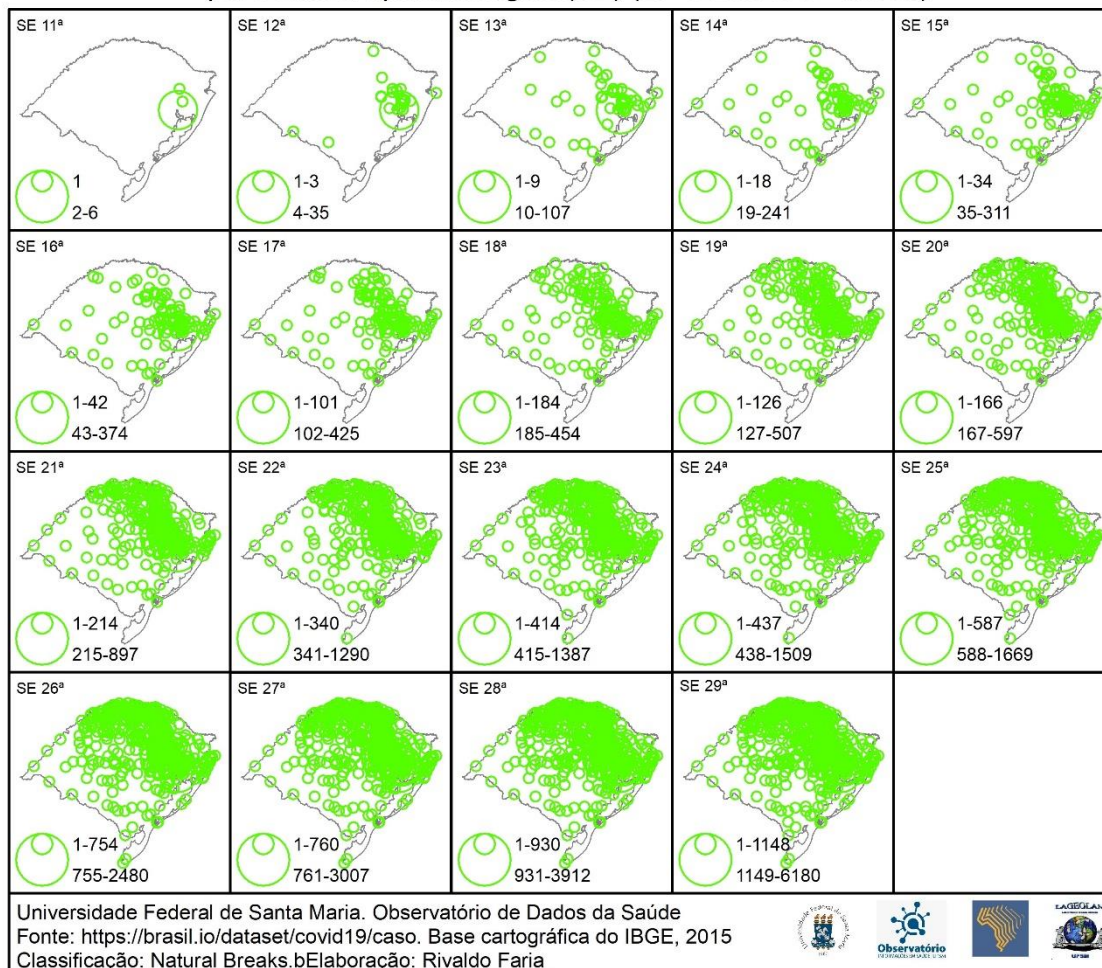 SE 11ª
1
2-6
SE 12ª
1-3
4-35
SE 13ª
1-9
10-107
SE 14ª
1-18
19-241
SE 15ª
1-34
35-311
SE 16ª
1-42
43-374
SE 17ª
1-101
102-425
SE 18ª
1-184
185-454
SE 19ª
1-126
127-507
SE 20ª
1-166
167-597
SE 21ª
1-214
215-897
SE 22ª
1-340
341-1290
SE 23ª
1-414
415-1387
SE 24ª
1-437
438-1509
SE 25ª
1-587
588-1669
SE 26ª
1-754
755-2480
SE 27ª
1-760
761-3007
SE 28ª
1-930
931-3912
SE 29ª
1-1148
1149-6180
Universidade Federal de Santa Maria. Observatório de Dados da Saúde
Fonte: https://brasil.io/dataset/covid19/caso. Base cartográfica do IBGE, 2015
Classificação: Natural Breaks.bElaboração: Rivaldo Faria
Observatório